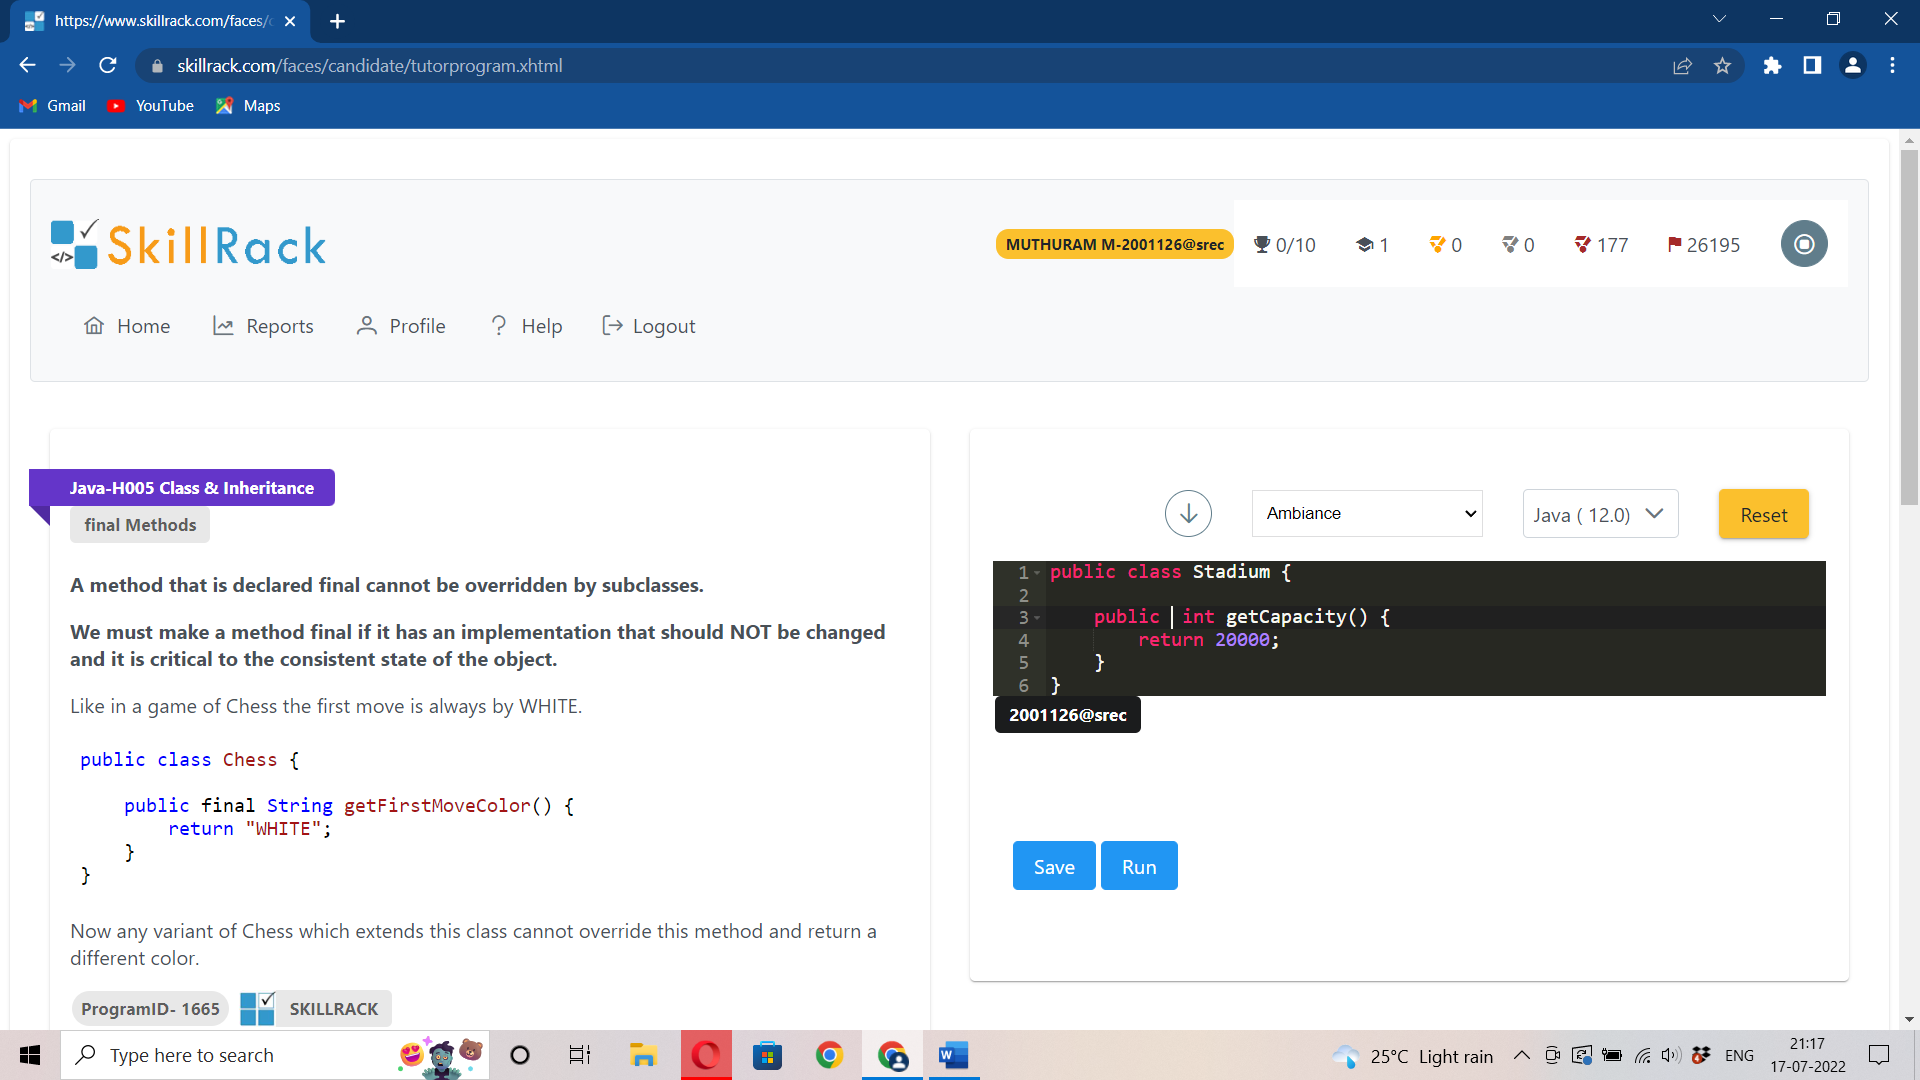 https://www.skillrack.com/faces/c
skillrack.com/faces/candidate/tutorprogram.xhtml
Gmail YouTube Maps
SkillRack
MUTHURAM M-2001126@srec 0/10 1 0 0 177 26195
Home Reports Profile Help Logout
Java-H005 Class & Inheritance
final Methods
A method that is declared final cannot be overridden by subclasses.
We must make a method final if it has an implementation that should NOT be changed
and it is critical to the consistent state of the object.
Like in a game of Chess the first move is always by WHITE.
public class Chess {
public final String getFirstMoveColor() {
return "WHITE";
}
}
Now any variant of Chess which extends this class cannot override this method and return a
different color.
ProgramID- 1665 SKILLRACK
Ambiance Java ( 12.0) Reset
1 public class Stadium {
2
3 public int getCapacity() {
4 return 20000;
5 }
6 }
2001126@srec
Save Run
Type here to search
25°C Light rain ENG
21:17
17-07-2022